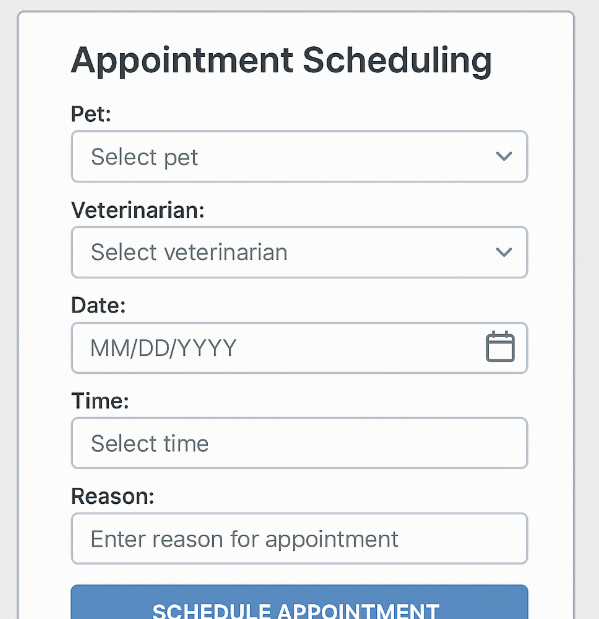 Appointment Scheduling
Pet:
Select pet
Veterinarian:
Select veterinarian
Date:
MM/DD/YYYY
Time:
Select time
Reason:
Enter reason for appointment
SCHEDULE APPOINTMENT